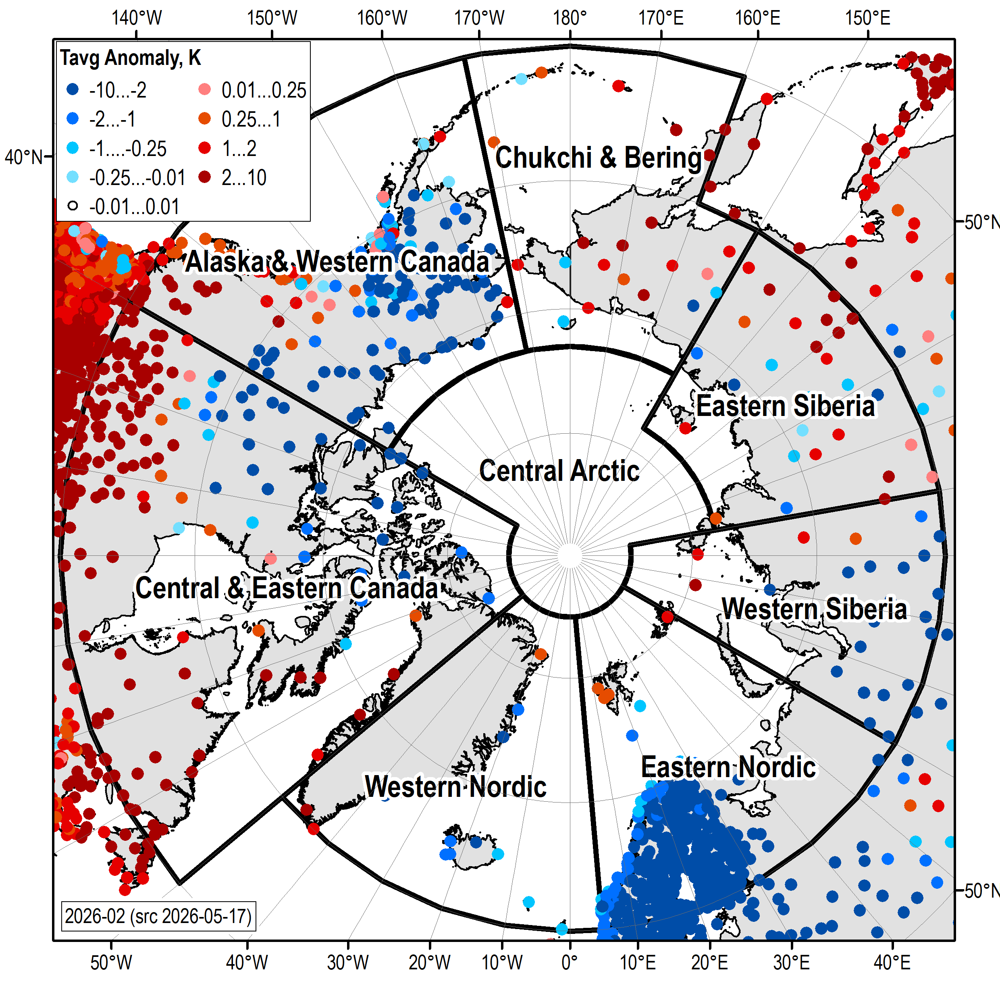 140°W 150°W 160°W 170°W 180° 170°E 160°E 150°E
Tavg Anomaly, K
-10...-2 0.01...0.25
-2...-1 0.25...1
-1....-0.25 1...2
-0.25...-0.01 2...10
-0.01...0.01
40°N
50°N
Chukchi & Bering
Alaska & Western Canada
Eastern Siberia
Central Arctic
Central & Eastern Canada
Western Siberia
Eastern Nordic
Western Nordic
50°N
2026-02 (src 2026-05-17)
50°W 40°W 30°W 20°W 10°W 0° 10°E 20°E 30°E 40°E